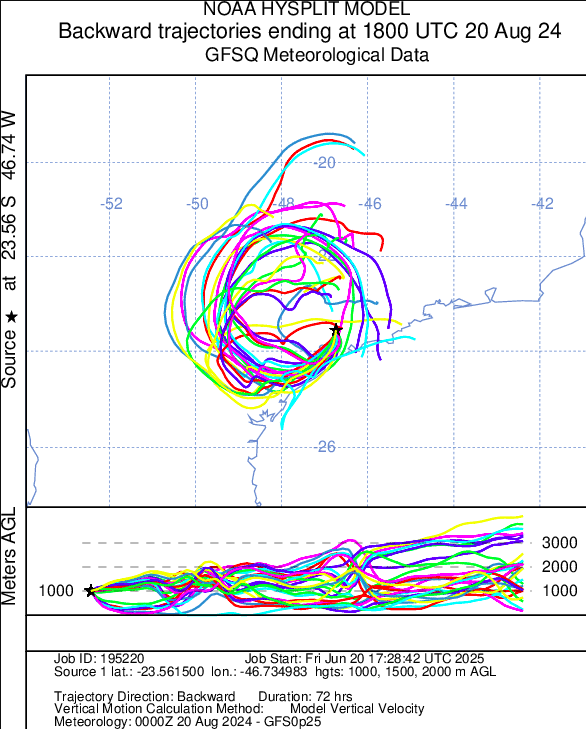 NOAA HYSPLIT MODEL
Backward trajectories ending at 1800 UTC 20 Aug 24
GFSQ Meteorological Data
Source ★ at 23.56 S 46.74 W
-20
-52 -50 -48 -46 -44 -42
-26
Meters AGL
3000
2000
1000 1000
Job ID: 195220 Job Start: Fri Jun 20 17:28:42 UTC 2025
Source 1 lat.: -23.561500 lon.: -46.734983 hgts: 1000, 1500, 2000 m AGL
Trajectory Direction: Backward Duration: 72 hrs
Vertical Motion Calculation Method: Model Vertical Velocity
Meteorology: 0000Z 20 Aug 2024 - GFS0p25